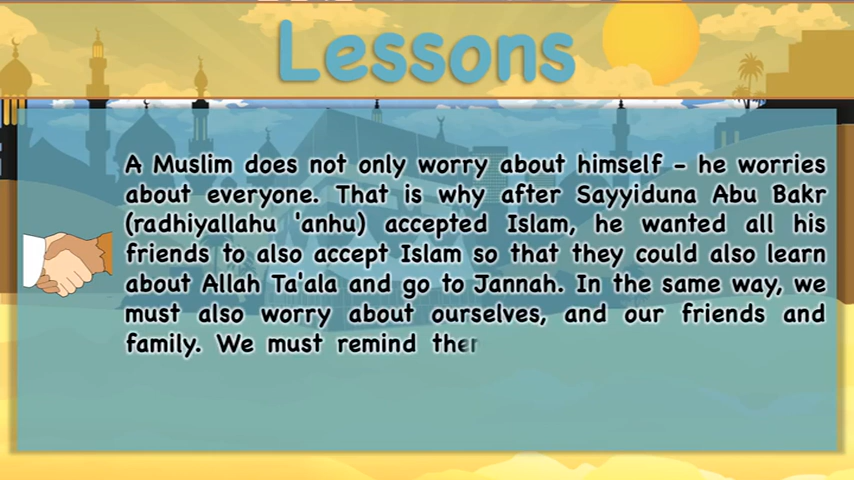 Lessons
A Muslim does not only worry about himself - he worries
about everyone. That is why after Sayyiduna Abu Bakr
(radhiyallahu 'anhu) accepted Islam, he wanted all his
friends to also accept Islam so that they could also learn
about Allah Ta'ala and go to Jannah. In the same way, we
must also worry about ourselves, and our friends and
family. We must remind